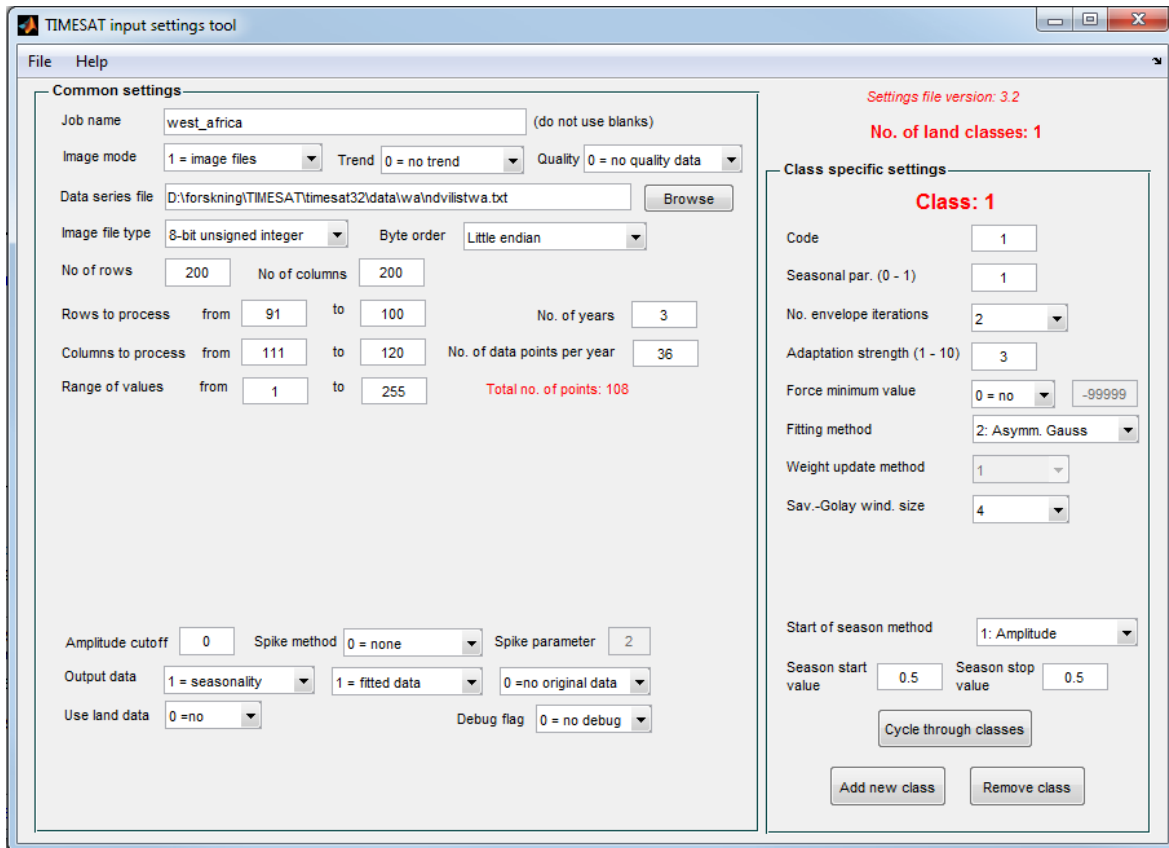 TIMESAT input settings tool
File Help
Common settings
Job name west_africa (do not use blanks)
Image mode 1 = image files Trend 0 = no trend Quality 0 = no quality data
Data series file D:\forskning\TIMESAT\timesat32\data\wa\ndvilistwa.txt Browse
Image file type 8-bit unsigned integer Byte order Little endian
No of rows 200 No of columns 200
Rows to process from 91 to 100 No. of years 3
Columns to process from 111 to 120 No. of data points per year 36
Range of values from 1 to 255 Total no. of points: 108
Amplitude cutoff 0 Spike method 0 = none Spike parameter 2
Output data 1 = seasonality 1 = fitted data 0 =no original data
Use land data 0 =no Debug flag 0 = no debug
Settings file version: 3.2
No. of land classes: 1
Class specific settings
Class: 1
Code 1
Seasonal par. (0 - 1) 1
No. envelope iterations 2
Adaptation strength (1 - 10) 3
Force minimum value 0 = no -99999
Fitting method 2: Asymm. Gauss
Weight update method 1
Sav.-Golay wind. size 4
Start of season method 1: Amplitude
Season start value 0.5 Season stop value 0.5
Cycle through classes
Add new class Remove class